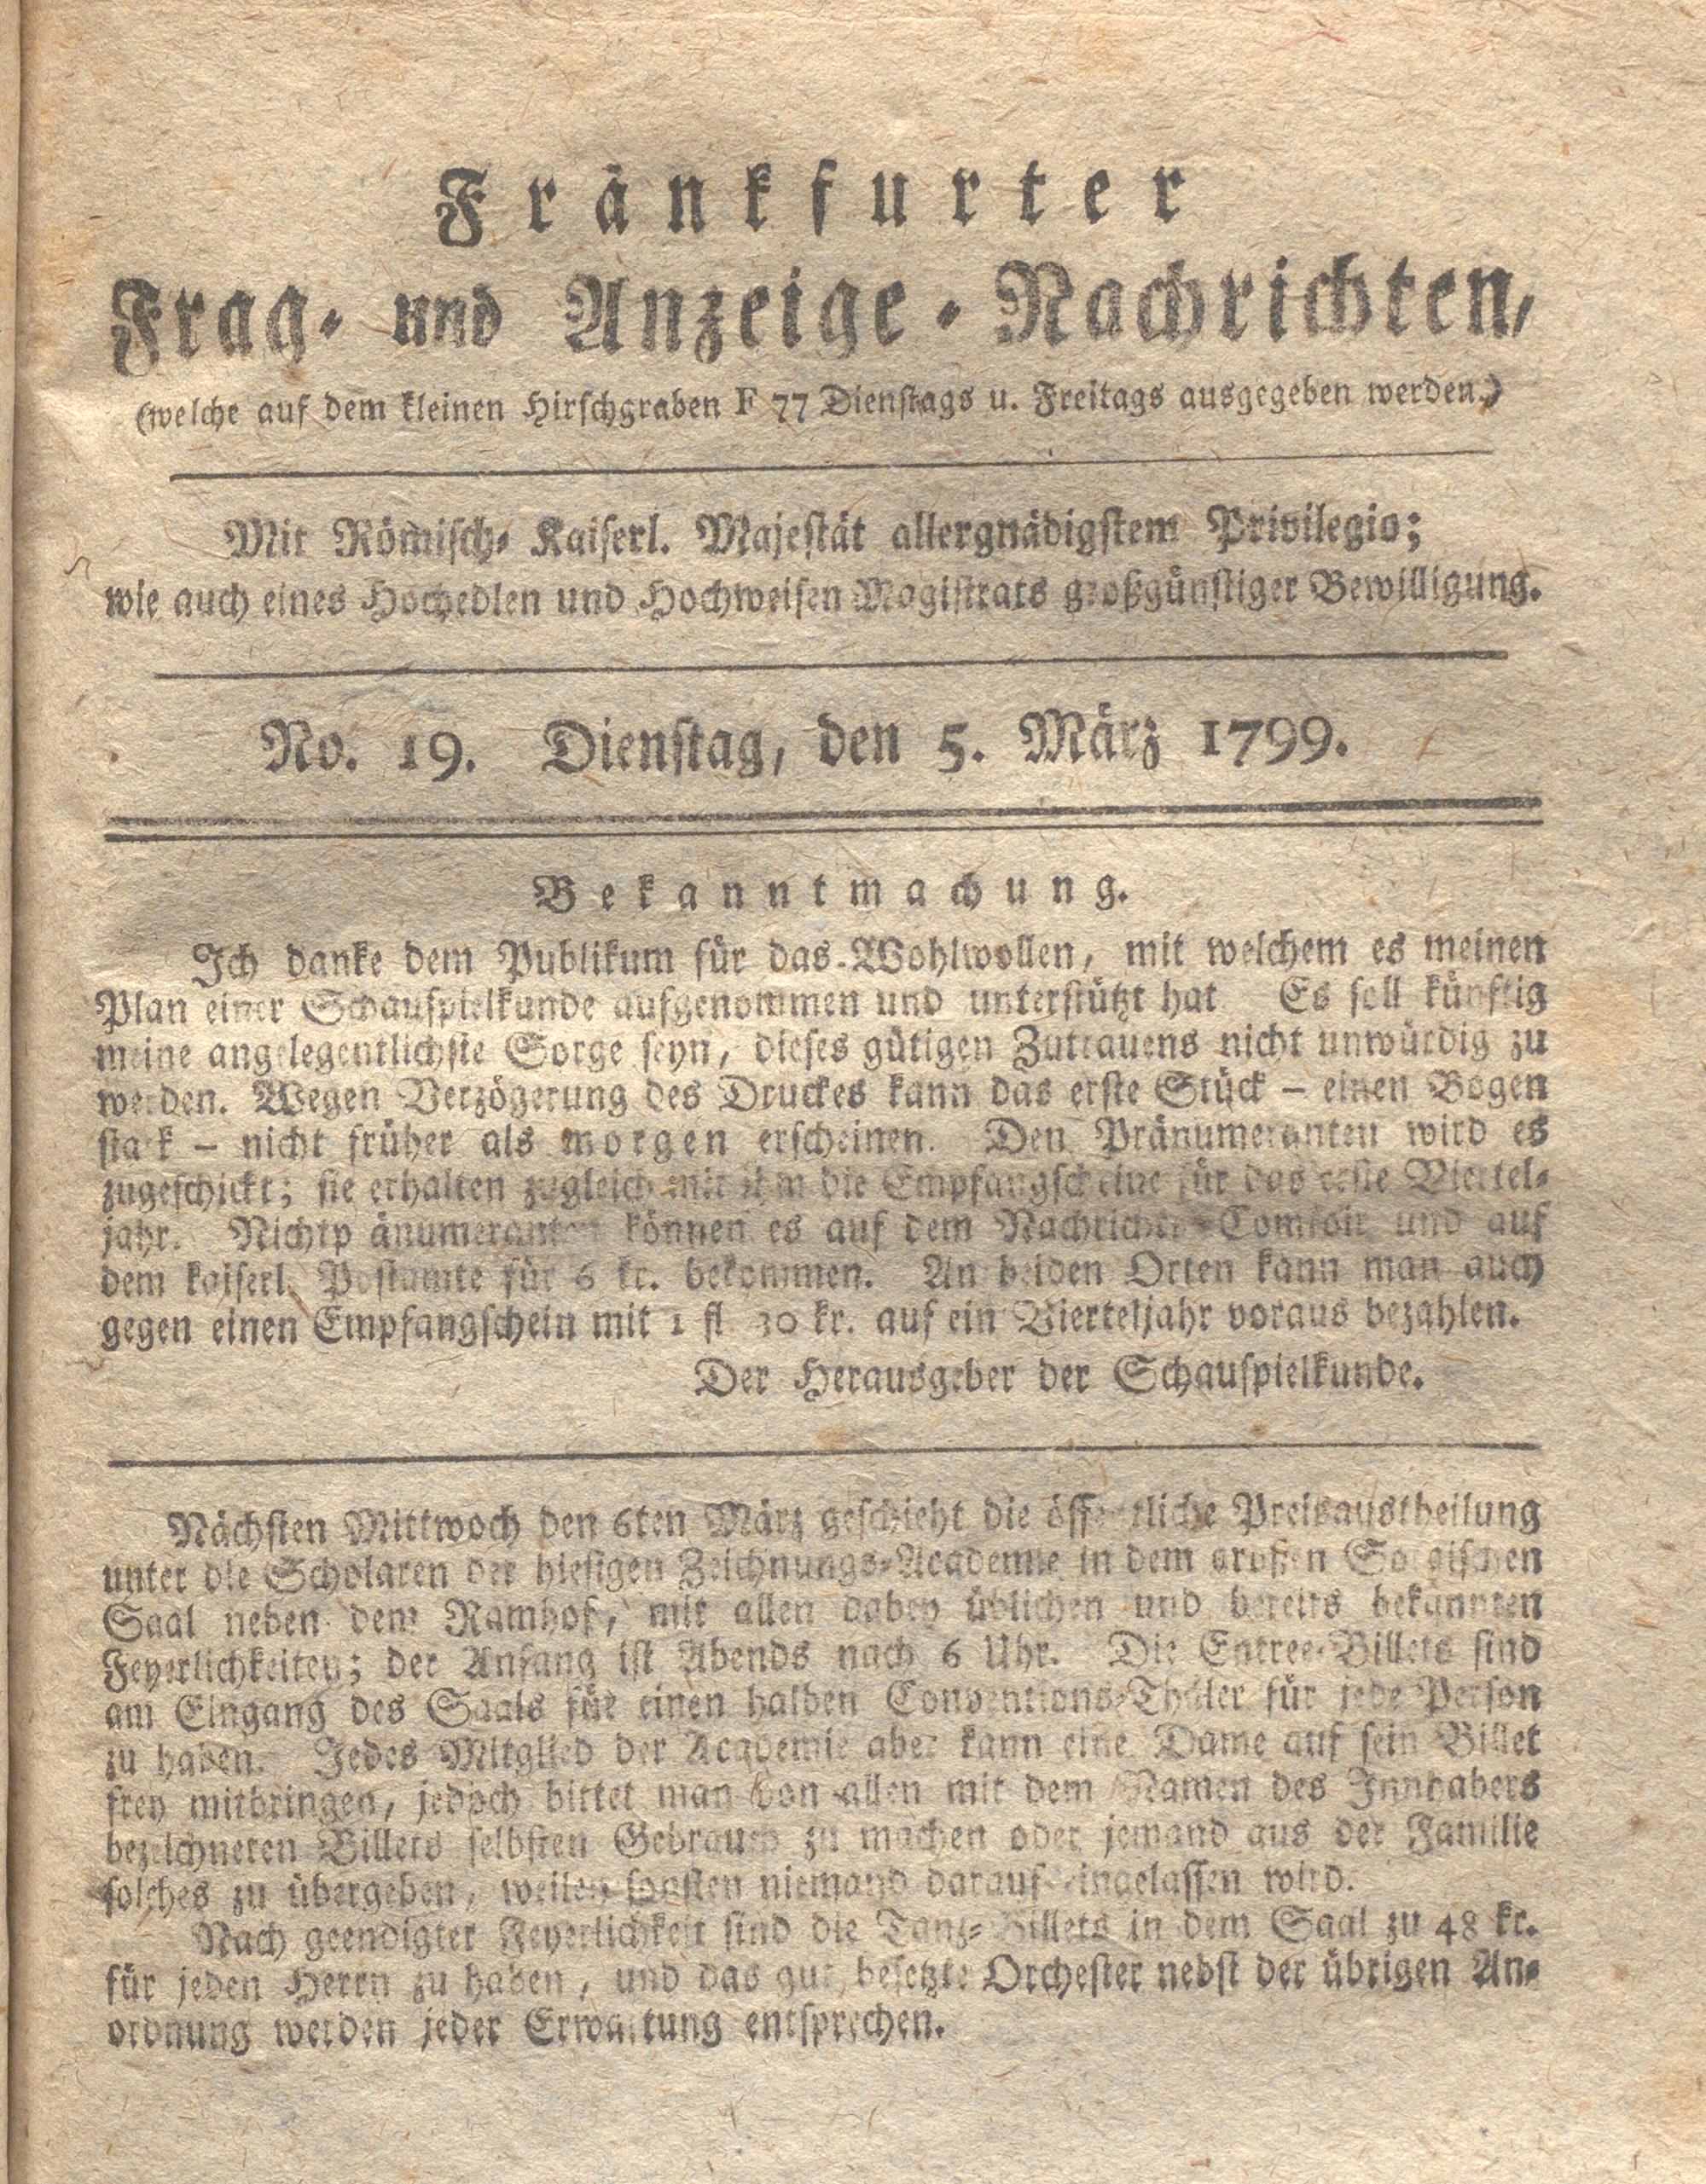 Fränkfurter
Frag- und Anzeige-Nachrichten,
(welche auf dem kleinen Hirschgraben F 77 Dienstags u. Freitags ausgegeben werden.)
Mit Römisch- Kaiserl. Majestät allergnädigstem Privilegio;
wie auch eines Hochedlen und Hochweisen Magistrats großgünstiger Bewilligung.
No. 19. Dienstag, den 5. März 1799.
Bekanntmachung.
Ich danke dem Publikum für das Wohlwollen, mit welchem es meinen
Plan einer Schauspielkunde aufgenommen und unterstützt hat Es soll künftig
meine angelegentlichste Sorge seyn, dieses gütigen Zutrauens nicht unwürdig zu
werden. Wegen Verzögerung des Druckes kann das erste Stück – einen Bogen
stark – nicht früher als morgen erscheinen. Den Pränumeranten wird es
zugeschickt; sie erhalten zugleich mit ihm die Empfangscheine für das erste Viertel-
jahr. Nichtpränumeranten können es auf dem Nachrichts-Comtoir und auf
dem kaiserl. Postamte für 6 kr. bekommen. An beiden Orten kann man auch
gegen einen Empfangschein mit 1 fl 30 kr. auf ein Vierteljahr voraus bezahlen.
Der Herausgeber der Schauspielkunde.
Nächsten Mittwoch den 6ten März geschieht die öffentliche Preisaustheilung
unter die Scholaren der hiesigen Zeichnungs-Academie in dem großen Sorgischen
Saal neben dem Ramhof, mit allen dabey üblichen und bereits bekannten
Feyerlichkeiten; der Anfang ist Abends nach 6 Uhr. Die Entree-Billets sind
am Eingang des Saals für einen halben Conventions-Thaler für jede Person
zu haben. Jedes Mitglied der Academie aber kann eine Dame auf sein Billet
frey mitbringen, jedoch bittet man von allen mit dem Namen des Innhabers
bezeichneten Billets selbsten Gebrauch zu machen oder jemand aus der Familie
solches zu übergeben, weilen sonsten niemand darauf eingelassen wird.
Nach geendigter Feyerlichkeit sind die Tanz-Billets in dem Saal zu 48 kr.
für jeden Herrn zu haben, und das gut besetzte Orchester nebst der übrigen An-
ordnung werden jeder Erwartung entsprechen.